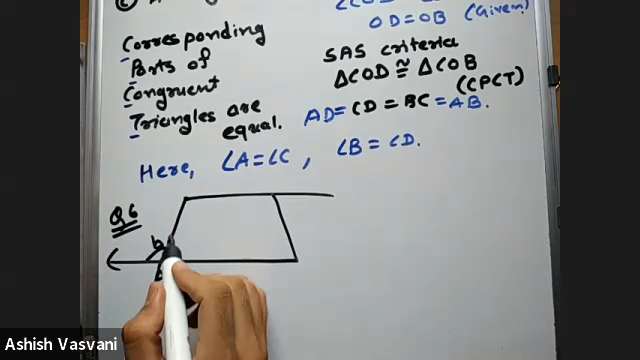 Corresponding
Parts of
Congruent
Triangles are
equal.
OD=OB (Given)
SAS criteria
ΔCOD ≅ ΔCOB
(CPCT)
AD= CD = BC = AB.
Here, ∠A=∠C, ∠B = ∠D.
Q6
b
Ashish Vasvani